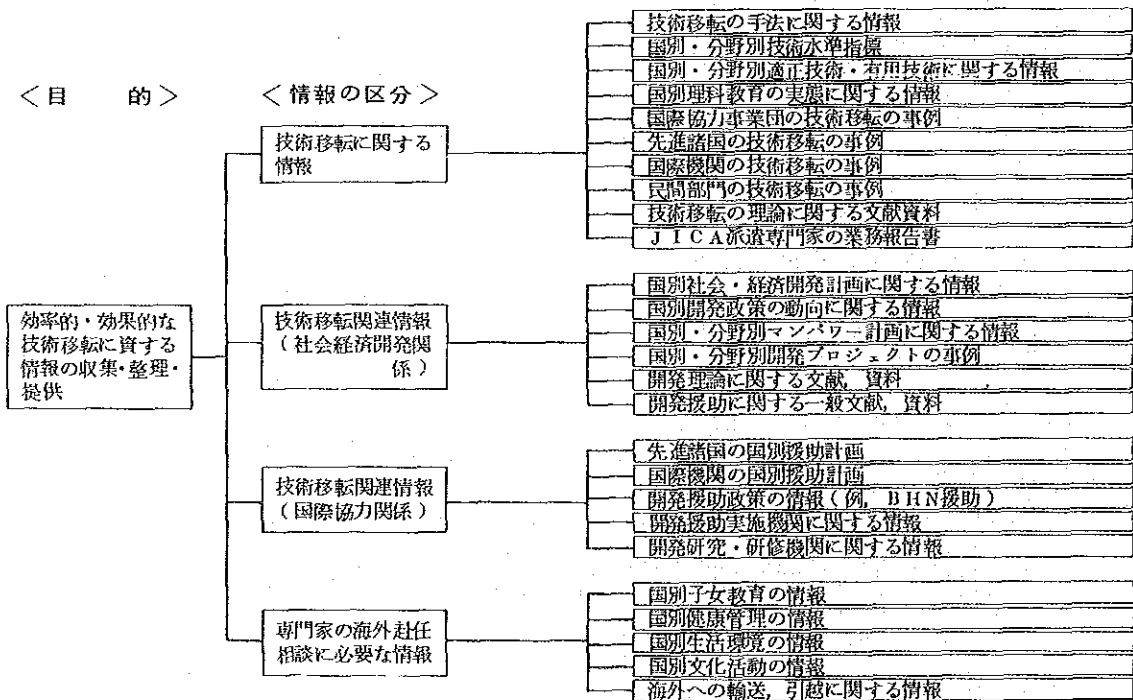 ＜目　　的＞
＜情報の区分＞
効率的・効果的な
技術移転に資する
情報の収集・整理・
提供
技術移転に関する
情報
技術移転の手法に関する情報
国別・分野別技術水準指標
国別・分野別適正技術・有用技術に関する情報
国別理科教育の実態に関する情報
国際協力事業団の技術移転の事例
先進諸国の技術移転の事例
国際機関の技術移転の事例
民間部門の技術移転の事例
技術移転の理論に関する文献資料
ＪＩＣＡ派遣専門家の業務報告書
技術移転関連情報
（社会経済開発関
係）
国別社会・経済開発計画に関する情報
国別開発政策の動向に関する情報
国別・分野別マンパワー計画に関する情報
国別・分野別開発プロジェクトの事例
開発理論に関する文献，資料
開発援助に関する一般文献，資料
技術移転関連情報
（国際協力関係）
先進諸国の国別援助計画
国際機関の国別援助計画
開発援助政策の情報（例，ＢＨＮ援助）
開発援助実施機関に関する情報
開発研究・研修機関に関する情報
専門家の海外赴任
相談に必要な情報
国別子女教育の情報
国別健康管理の情報
国別生活環境の情報
国別文化活動の情報
海外への輸送，引越に関する情報